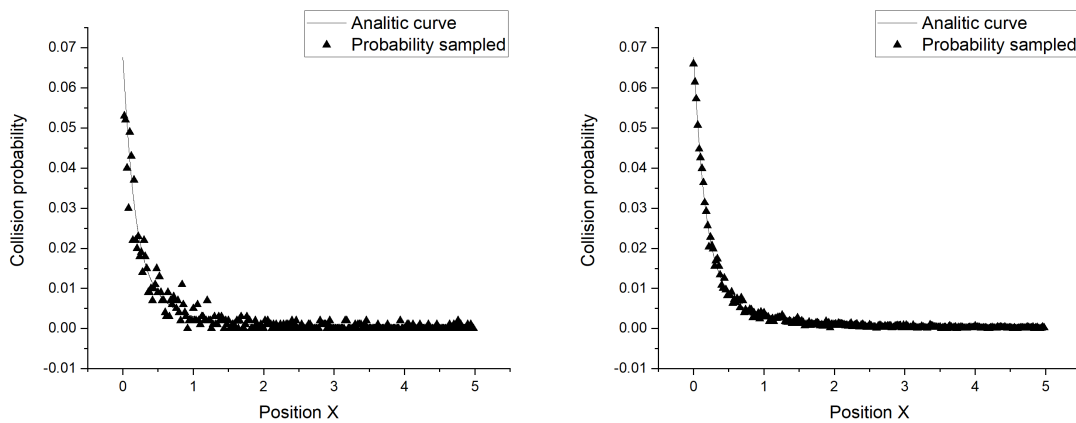 Analitic curve
Probability sampled
0.07
0.06
0.05
0.04
0.03
0.02
0.01
0.00
-0.01
Collision probability
0 1 2 3 4 5
Position X
Analitic curve
Probability sampled
0.07
0.06
0.05
0.04
0.03
0.02
0.01
0.00
-0.01
Collision probability
0 1 2 3 4 5
Position X